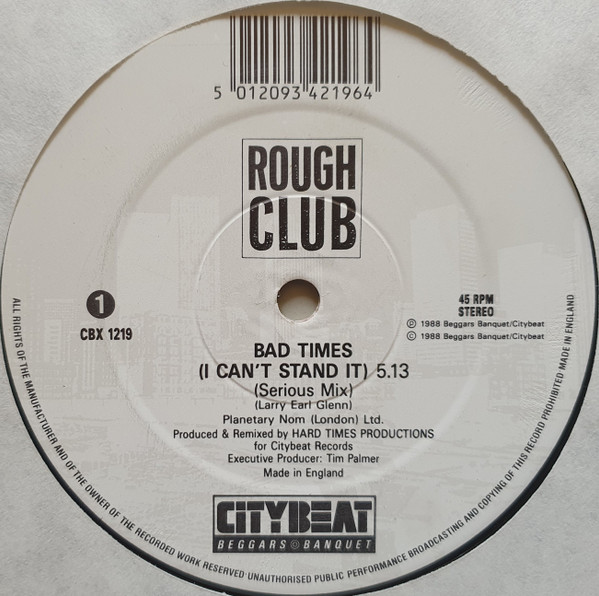 5 012093 421964
ROUGH
CLUB
1
CBX 1219
45 RPM
STEREO
℗ 1988 Beggars Banquet/Citybeat
© 1988 Beggars Banquet/Citybeat
BAD TIMES
(I CAN'T STAND IT) 5.13
(Serious Mix)
(Larry Earl Glenn)
Planetary Nom (London) Ltd.
Produced & Remixed by HARD TIMES PRODUCTIONS
for Citybeat Records
Executive Producer: Tim Palmer
Made in England
CITYBEAT
BEGGARS BANQUET
ALL RIGHTS OF THE MANUFACTURER AND OF THE OWNER OF THE RECORDED WORK RESERVED·UNAUTHORISED PUBLIC PERFORMANCE BROADCASTING AND COPYING OF THIS RECORD PROHIBITED MADE IN ENGLAND